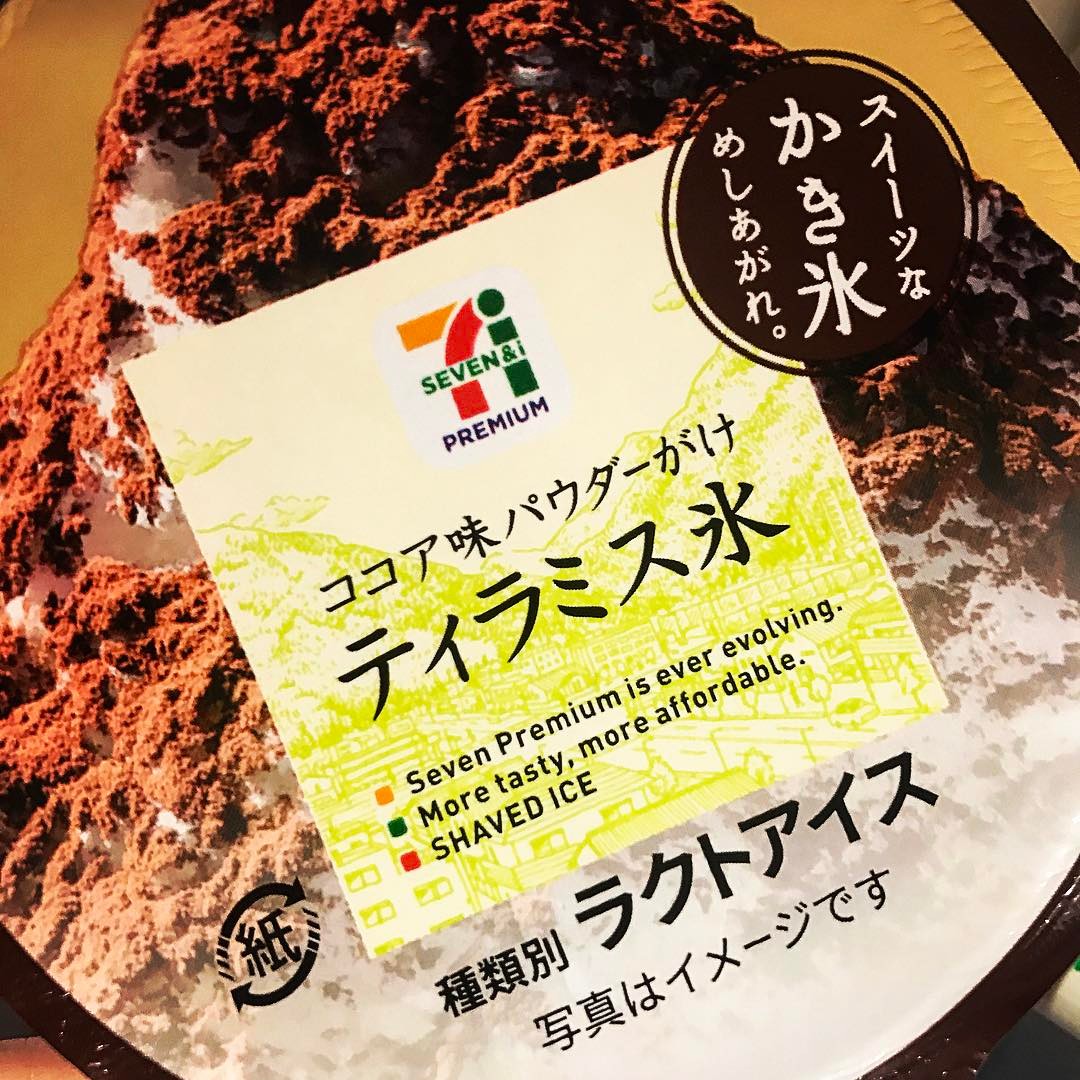 スイーツな
かき氷
めしあがれ。
SEVEN&i
PREMIUM
ココア味パウダーがけ
ティラミス氷
Seven Premium is ever evolving.
More tasty, more affordable.
SHAVED ICE
種類別 ラクトアイス
写真はイメージです
紙